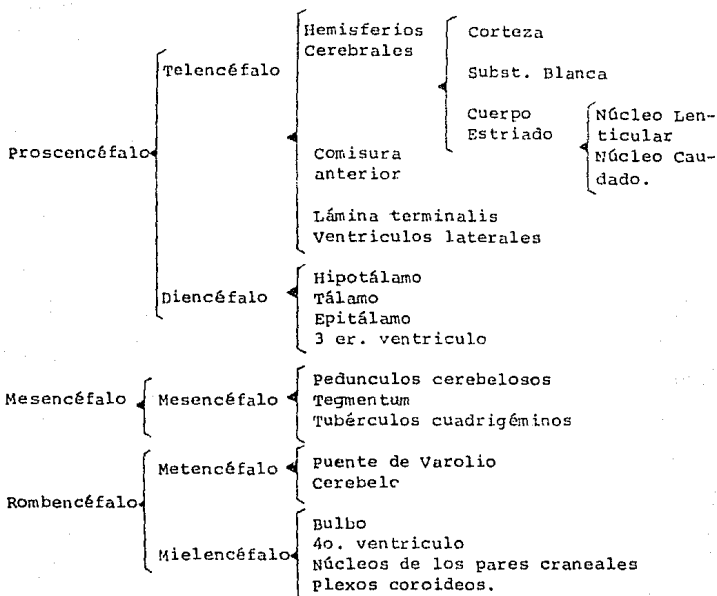 Hemisferios
Cerebrales
Corteza
Subst. Blanca
Cuerpo
Estriado
Núcleo Len-
ticular
Núcleo Cau-
dado.
Telencéfalo
Proscencéfalo
Comisura
anterior
Lámina terminalis
Ventriculos laterales
Diencéfalo
Hipotálamo
Tálamo
Epitálamo
3 er. ventriculo
Mesencéfalo
Mesencéfalo
Pedunculos cerebelosos
Tegmentum
Tubérculos cuadrigéminos
Rombencéfalo
Metencéfalo
Puente de Varolio
Cerebelc
Mielencéfalo
Bulbo
4o. ventriculo
Núcleos de los pares craneales
Plexos coroideos.